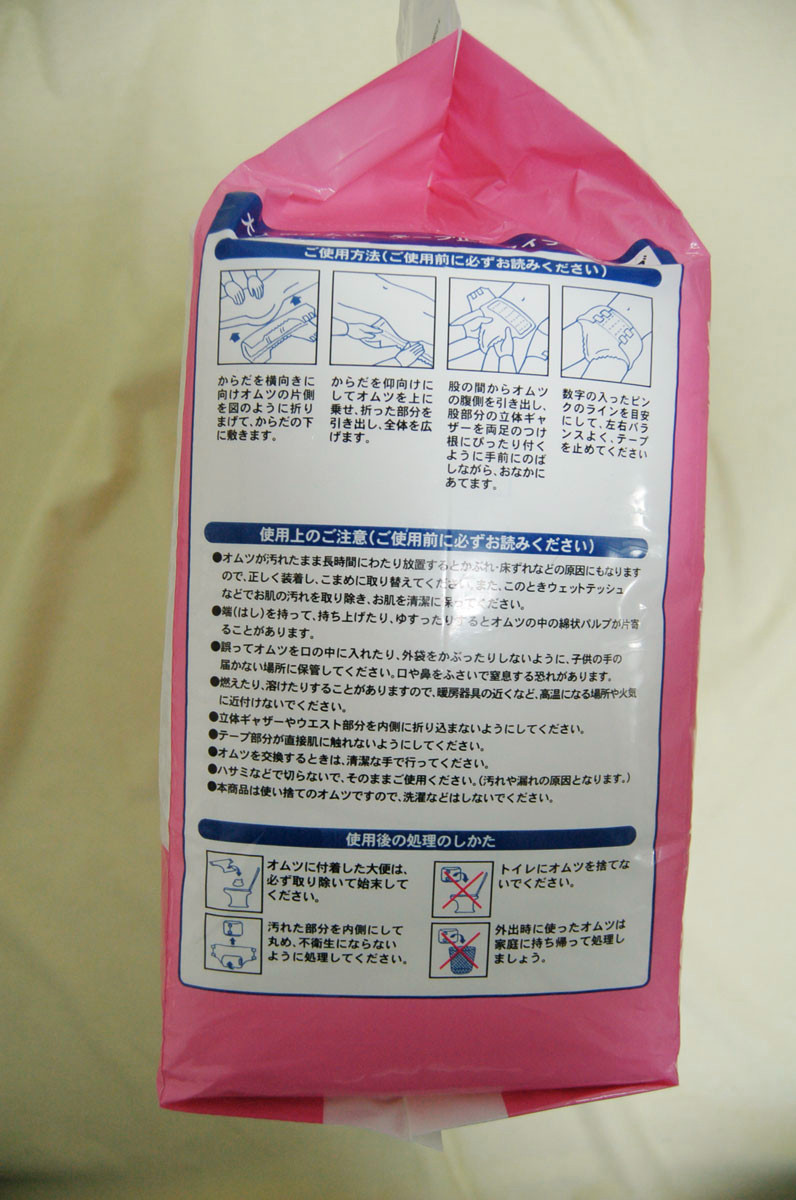 ご使用方法(ご使用前に必ずお読みください)
からだを横向きに
向けオムツの片側
を図のように折り
まげて、からだの下
に敷きます。
からだを仰向けに
してオムツを上に
乗せ、折った部分を
引き出し、全体を広
げます。
股の間からオムツ
の腹側を引き出し、
股部分の立体ギャ
ザーを両足のつけ
根にぴったり付く
ように手前にのば
しながら、おなかに
あてます。
数字の入ったピン
クのラインを目安
にして、左右バラ
ンスよく、テープ
を止めてください
使用上のご注意(ご使用前に必ずお読みください)
●オムツが汚れたまま長時間にわたり放置するとかぶれ・床ずれなどの原因にもなります
ので、正しく装着し、こまめに取り替えてください。また、このときウェットテッシュ
などでお肌の汚れを取り除き、お肌を清潔に保ってください。
●端(はし)を持って、持ち上げたり、ゆすったりするとオムツの中の綿状パルプが片寄
ることがあります。
●誤ってオムツを口の中に入れたり、外袋をかぶったりしないように、子供の手の
届かない場所に保管してください。口や鼻をふさいで窒息する恐れがあります。
●燃えたり、溶けたりすることがありますので、暖房器具の近くなど、高温になる場所や火気
に近付けないでください。
●立体ギャザーやウエスト部分を内側に折り込まないようにしてください。
●テープ部分が直接肌に触れないようにしてください。
●オムツを交換するときは、清潔な手で行ってください。
●ハサミなどで切らないで、そのままご使用ください。(汚れや漏れの原因となります。)
●本商品は使い捨てのオムツですので、洗濯などはしないでください。
使用後の処理のしかた
オムツに付着した大便は、
必ず取り除いて始末して
ください。
トイレにオムツを捨てな
いでください。
汚れた部分を内側にして
丸め、不衛生にならない
ように処理してください。
外出時に使ったオムツは
家庭に持ち帰って処理し
ましょう。